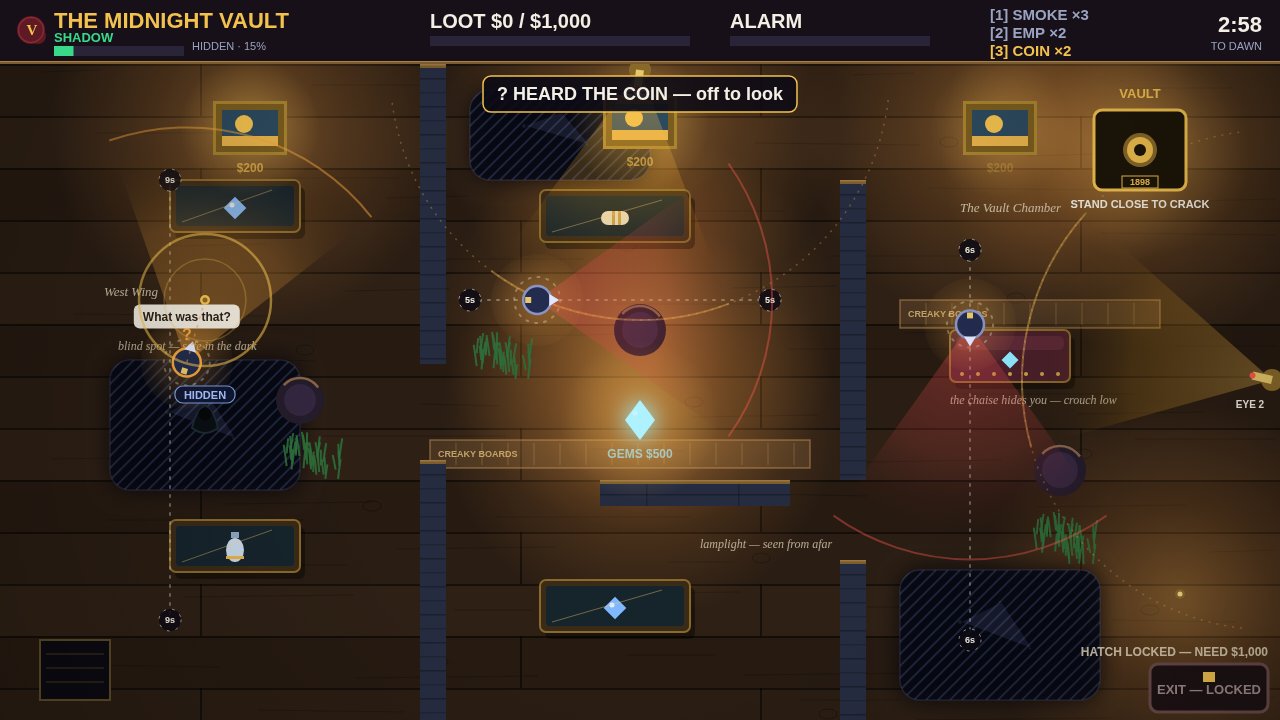 V
THE MIDNIGHT VAULT
SHADOW
HIDDEN · 15%
LOOT $0 / $1,000
ALARM
[1] SMOKE ×3
[2] EMP ×2
[3] COIN ×2
2:58
TO DAWN
? HEARD THE COIN — off to look
VAULT
$200
$200
$200
1898
STAND CLOSE TO CRACK
The Vault Chamber
9s
6s
West Wing
5s
5s
What was that?
?
CREAKY
blind spot
in the dark
HIDDEN
the chaise hides you — crouch low
EYE 2
CREAKY BOARDS
GEMS $500
lamplight — seen from afar
9s
6s
HATCH LOCKED — NEED $1,000
EXIT — LOCKED